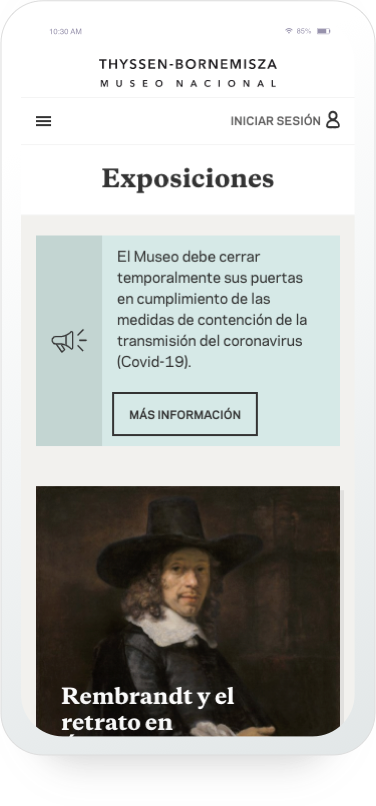 10:30 AM
85%
THYSSEN-BORNEMISZA
MUSEO NACIONAL
INICIAR SESIÓN
Exposiciones
El Museo debe cerrar
temporalmente sus puertas
en cumplimiento de las
medidas de contención de la
transmisión del coronavirus
(Covid-19).
MÁS INFORMACIÓN
Rembrandt y el
retrato en